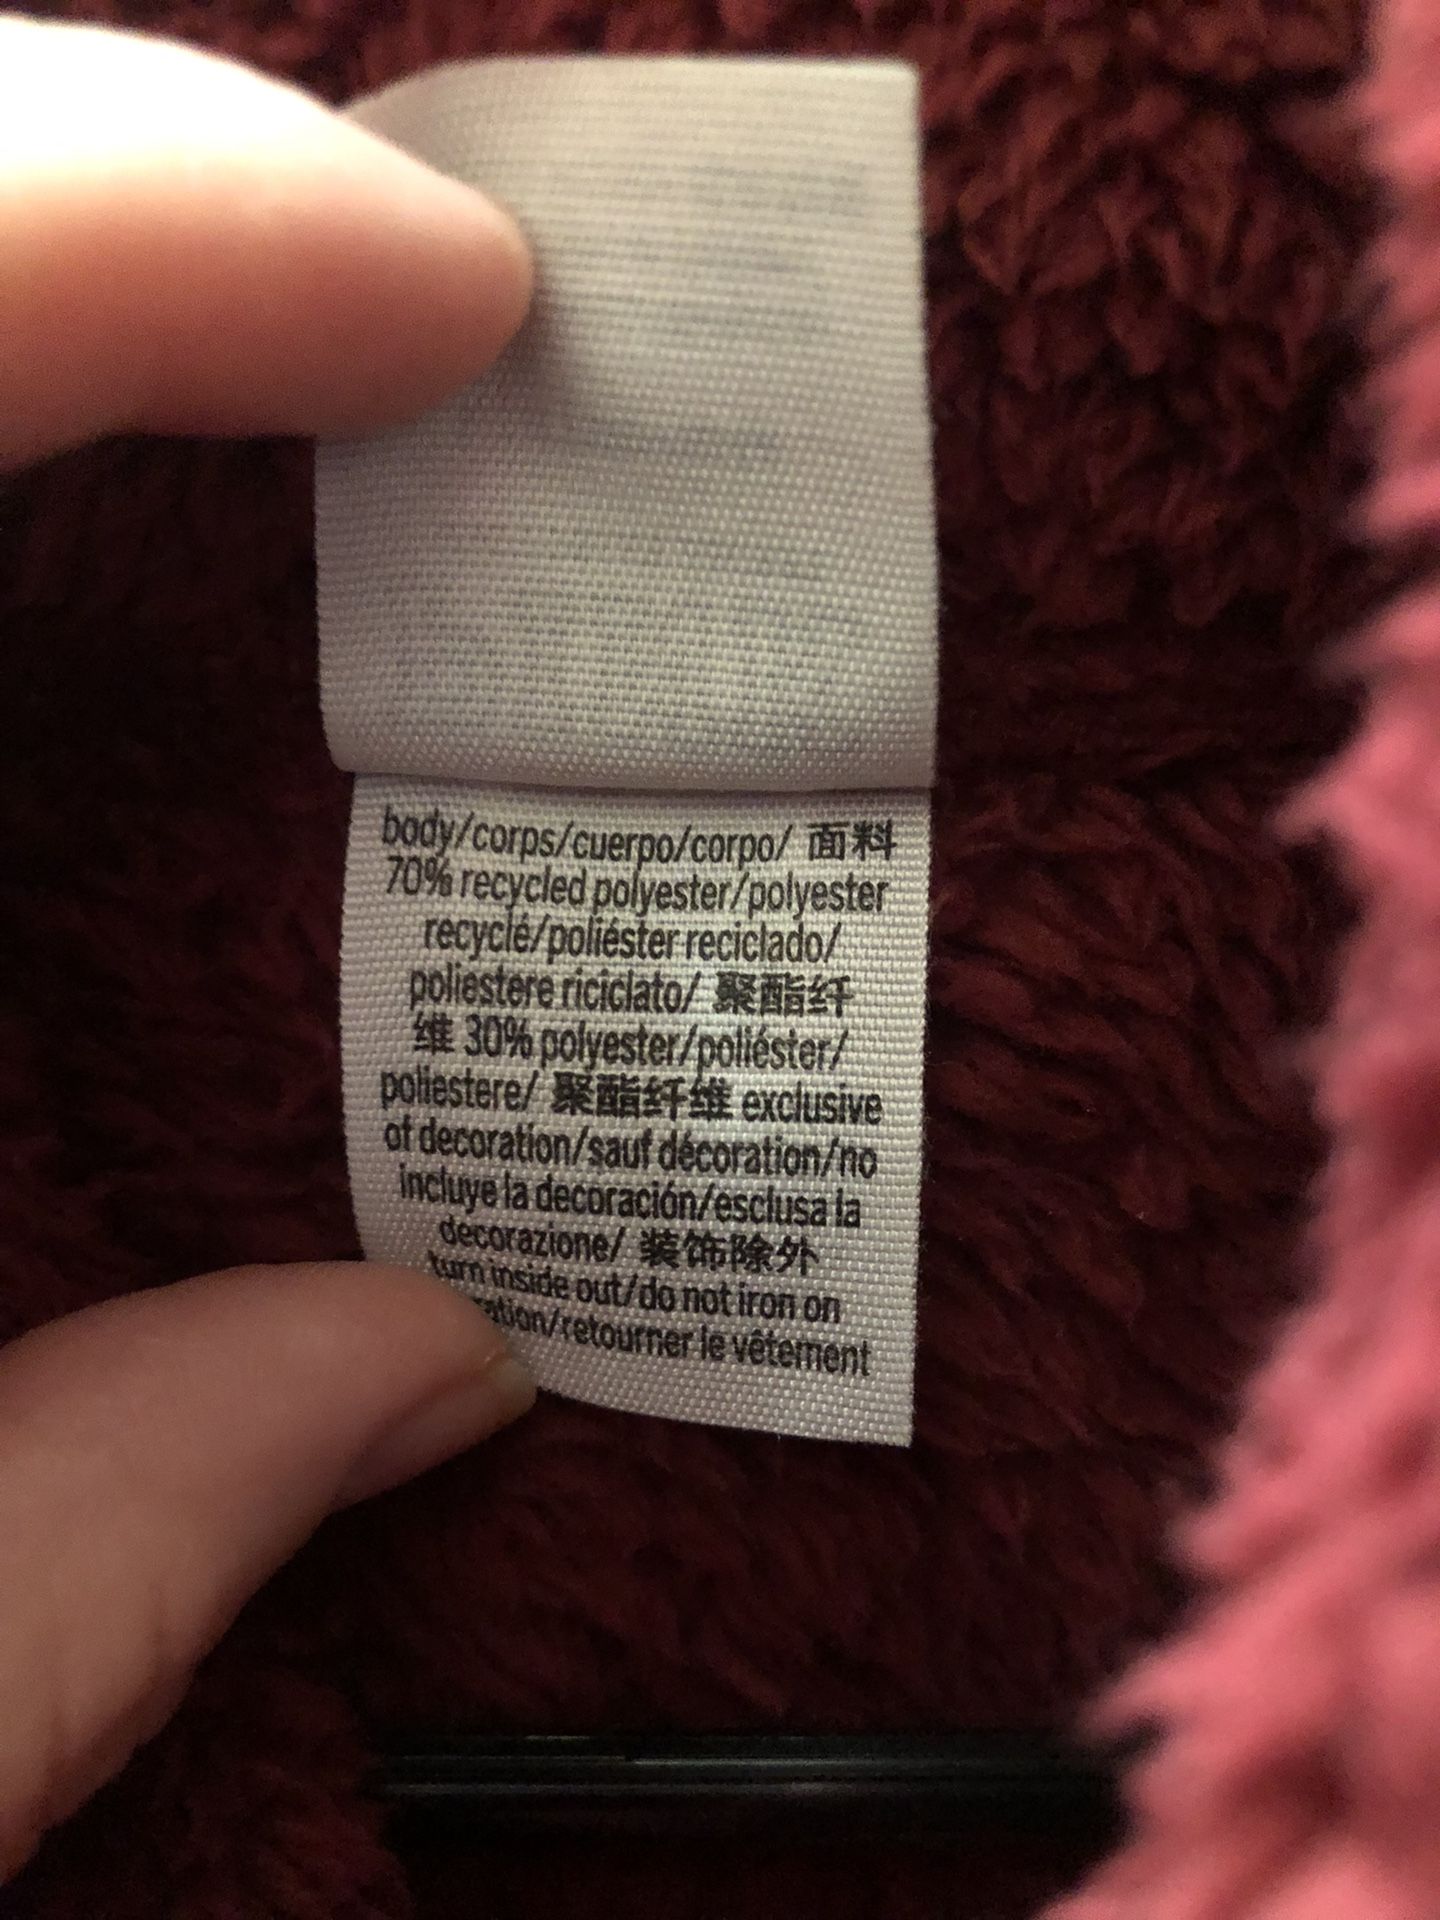 body/corps/cuerpo/corpo/ 面料
70% recycled polyester/polyester
recyclé/poliéster reciclado/
poliestere riciclato/ 聚酯纤
维 30% polyester/poliéster/
poliestere/ 聚酯纤维 exclusive
of decoration/sauf décoration/no
incluye la decoración/esclusa la
decorazione/ 装饰除外
turn inside out/do not iron on
/retourner le vêtement